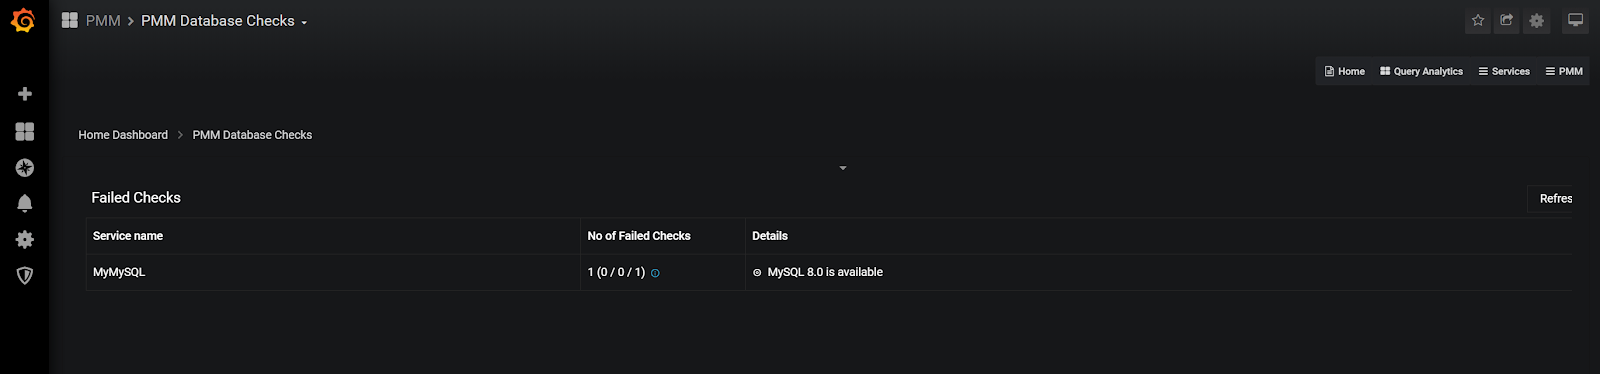 PMM > PMM Database Checks
Home Query Analytics Services PMM
Home Dashboard > PMM Database Checks
Failed Checks
Refres
Service name No of Failed Checks Details
MyMySQL 1 (0 / 0 / 1) MySQL 8.0 is available